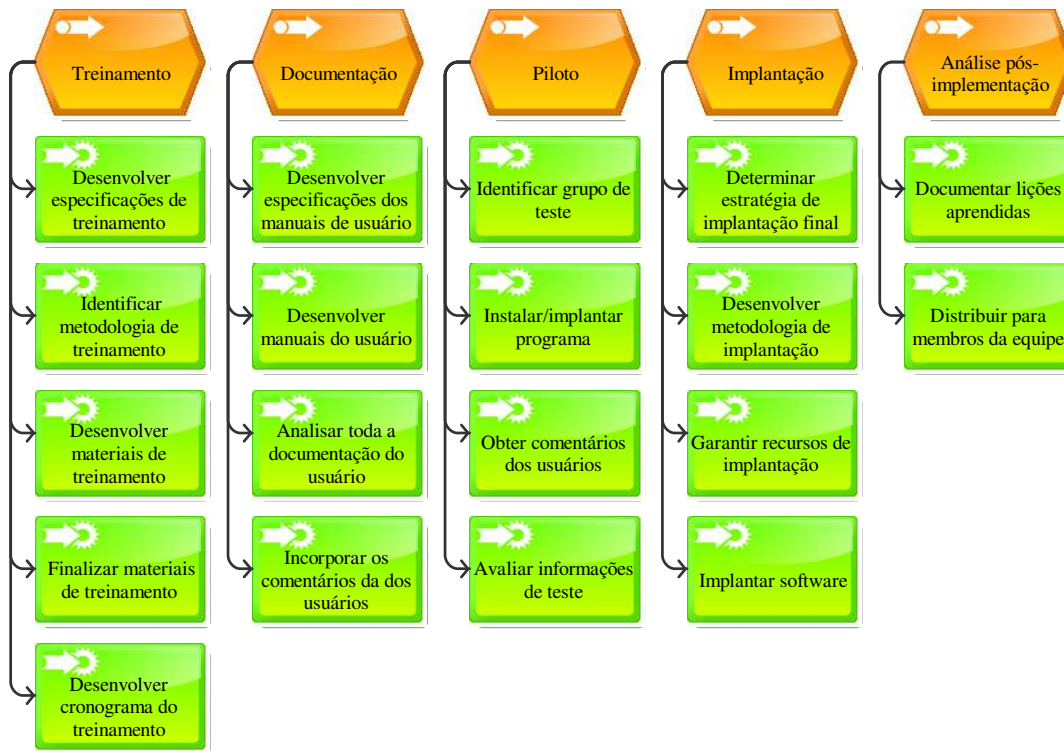 Treinamento
Desenvolver
especificações de
treinamento
Identificar
metodologia de
treinamento
Desenvolver
materiais de
treinamento
Finalizar materiais
de treinamento
Desenvolver
cronograma do
treinamento
Documentação
Desenvolver
especificações dos
manuais de usuário
Desenvolver
manuais do usuário
Analisar toda a
documentação do
usuário
Incorporar os
comentários da dos
usuários
Piloto
Identificar grupo de
teste
Instalar/implantar
programa
Obter comentários
dos usuários
Avaliar informações
de teste
Implantação
Determinar
estratégia de
implantação final
Desenvolver
metodologia de
implantação
Garantir recursos de
implantação
Implantar software
Análise pós-
implementação
Documentar lições
aprendidas
Distribuir para
membros da equipe